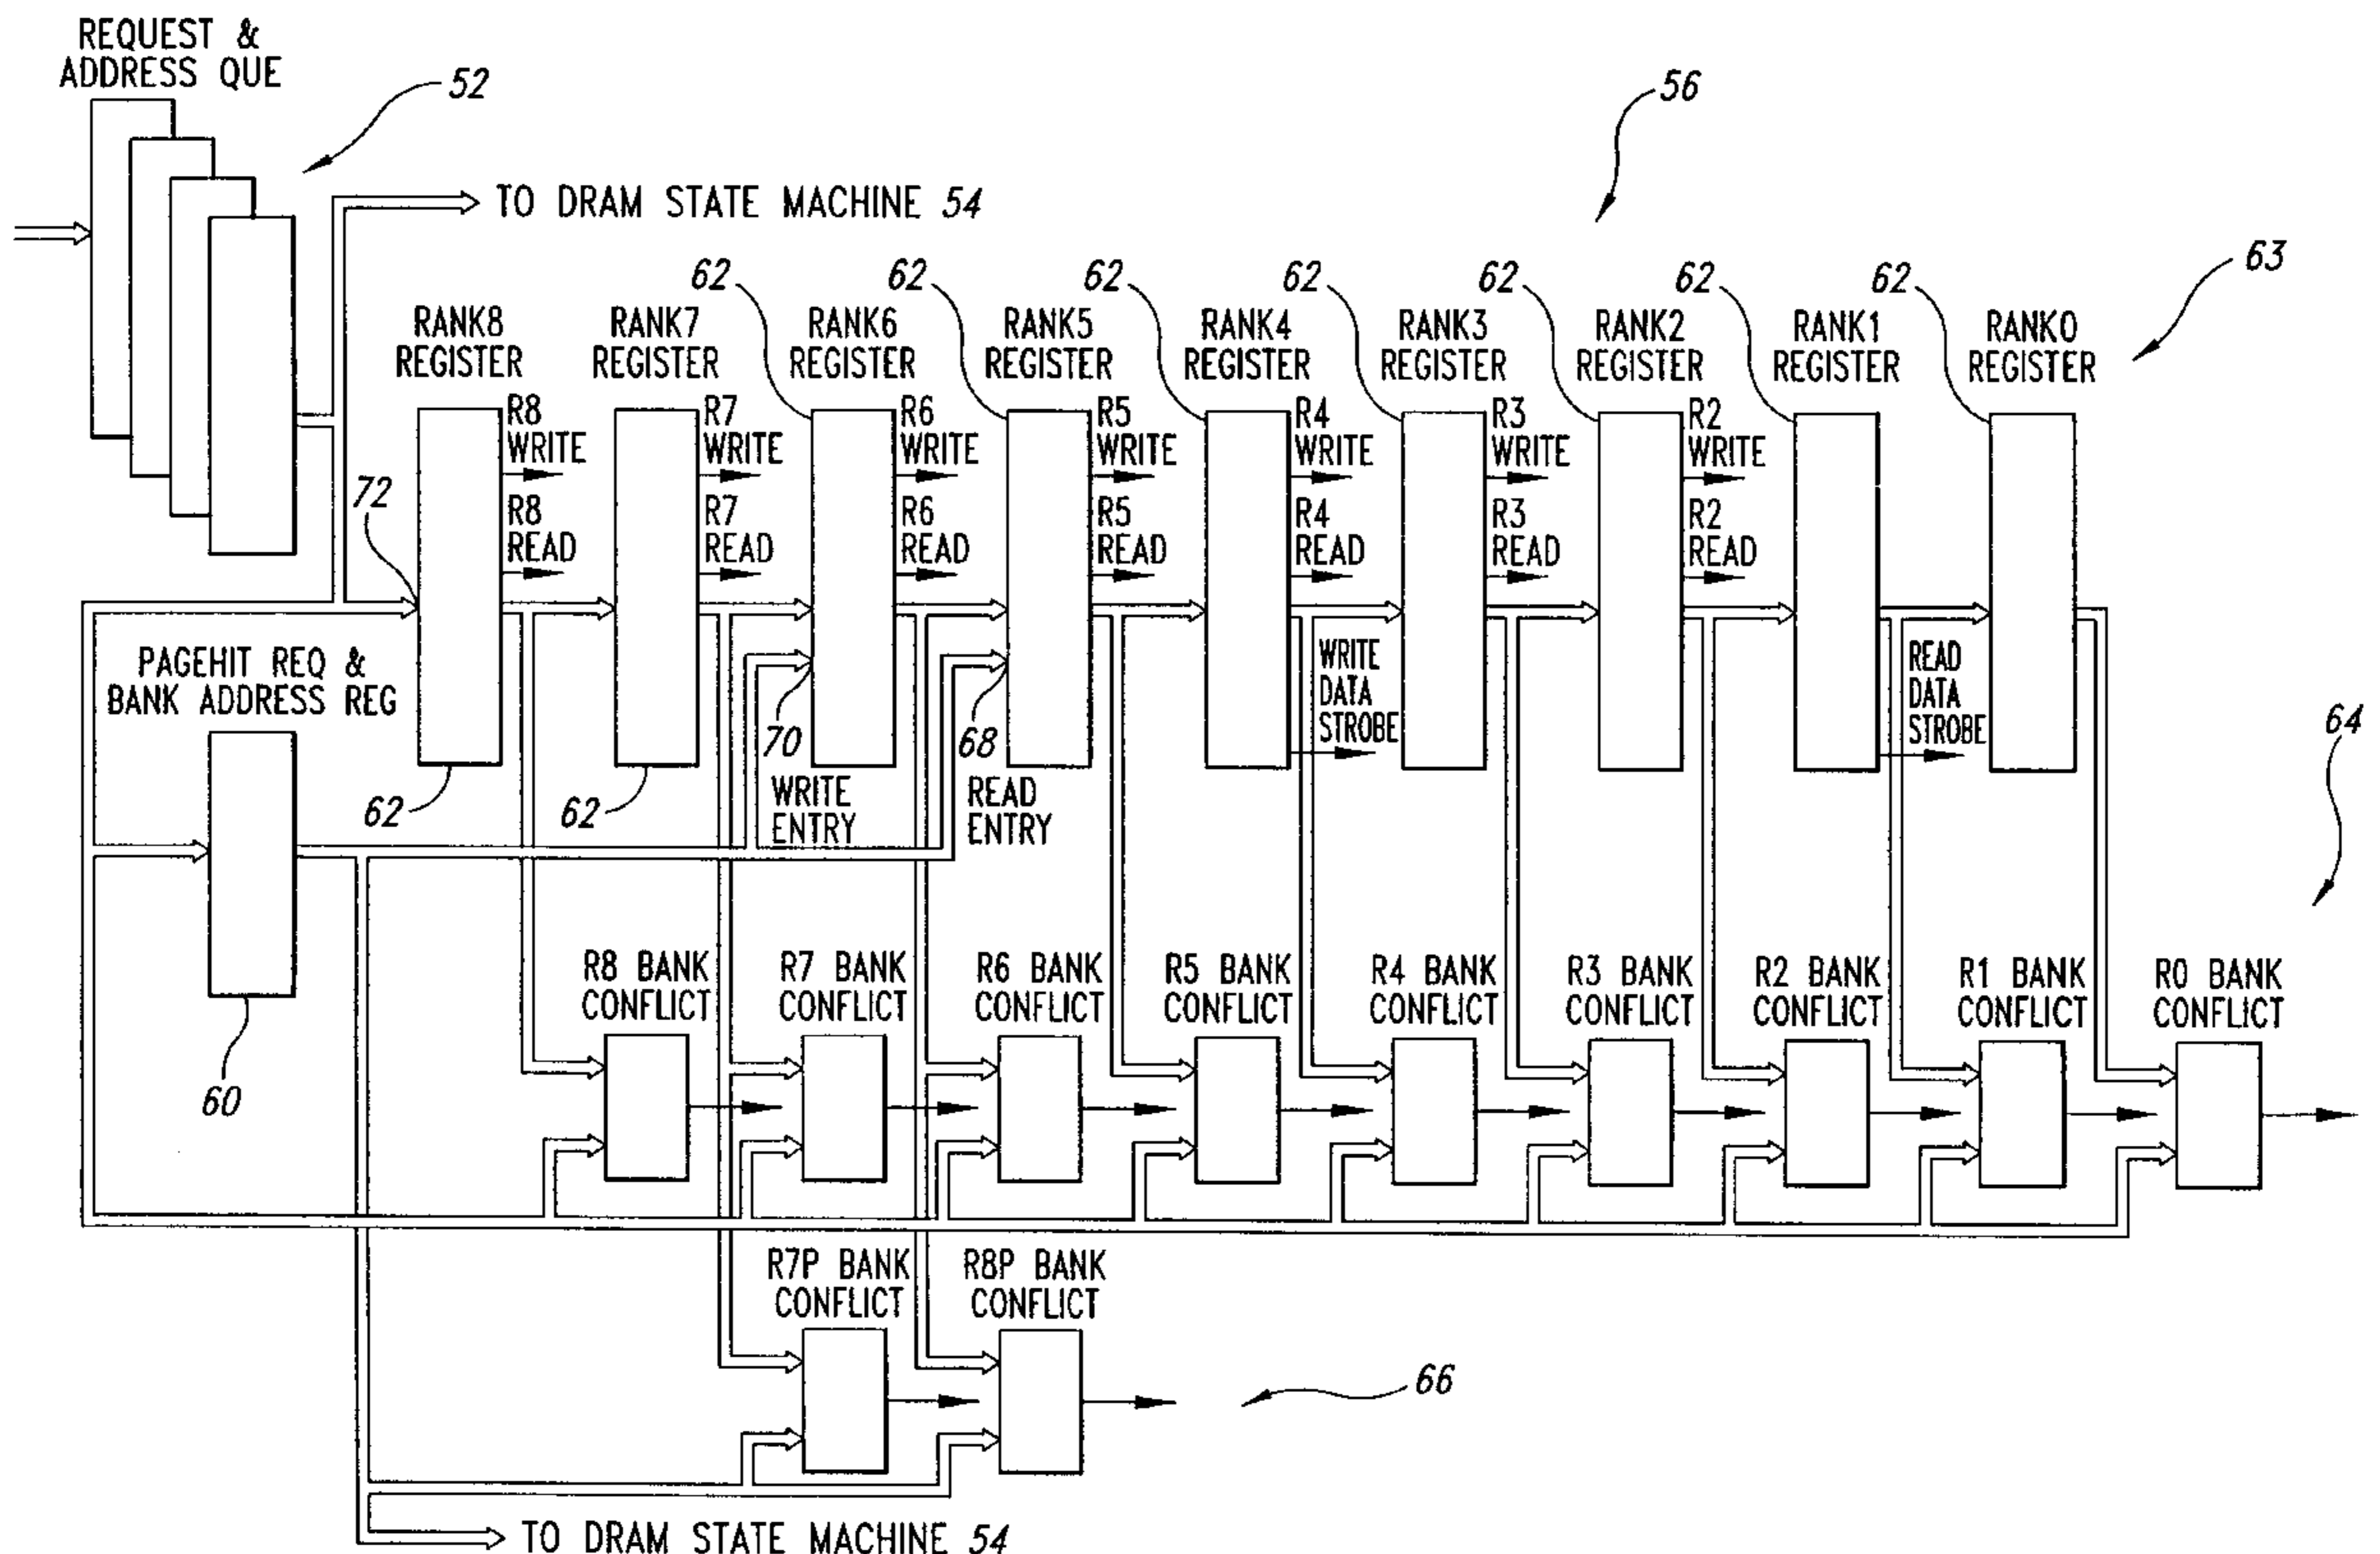 REQUEST &
ADDRESS QUE
52
56
TO DRAM STATE MACHINE 54
63
62
62
62
62
62
62
62
RANK8
REGISTER
RANK7
REGISTER
RANK6
REGISTER
RANK5
REGISTER
RANK4
REGISTER
RANK3
REGISTER
RANK2
REGISTER
RANK1
REGISTER
RANK0
REGISTER
R8
WRITE
R7
WRITE
R6
WRITE
R5
WRITE
R4
WRITE
R3
WRITE
R2
WRITE
72
R8
READ
R7
READ
R6
READ
R5
READ
R4
READ
R3
READ
R2
READ
PAGEHIT REQ &
BANK ADDRESS REG
WRITE
DATA
STROBE
READ
DATA
STROBE
70
68
64
62
62
WRITE
ENTRY
READ
ENTRY
60
R8 BANK
CONFLICT
R7 BANK
CONFLICT
R6 BANK
CONFLICT
R5 BANK
CONFLICT
R4 BANK
CONFLICT
R3 BANK
CONFLICT
R2 BANK
CONFLICT
R1 BANK
CONFLICT
R0 BANK
CONFLICT
R7P BANK
CONFLICT
R8P BANK
CONFLICT
66
TO DRAM STATE MACHINE 54